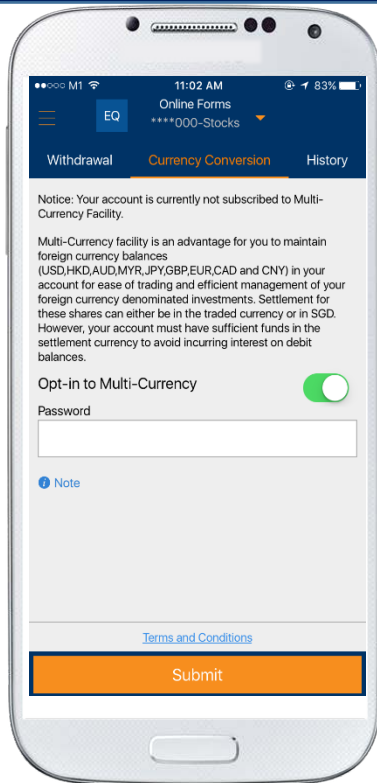 M1 11:02 AM 83%
EQ Online Forms
****000-Stocks
Withdrawal Currency Conversion History
Notice: Your account is currently not subscribed to Multi-
Currency Facility.
Multi-Currency facility is an advantage for you to maintain
foreign currency balances
(USD,HKD,AUD,MYR,JPY,GBP,EUR,CAD and CNY) in your
account for ease of trading and efficient management of your
foreign currency denominated investments. Settlement for
these shares can either be in the traded currency or in SGD.
However, your account must have sufficient funds in the
settlement currency to avoid incurring interest on debit
balances.
Opt-in to Multi-Currency
Password
Note
Terms and Conditions
Submit